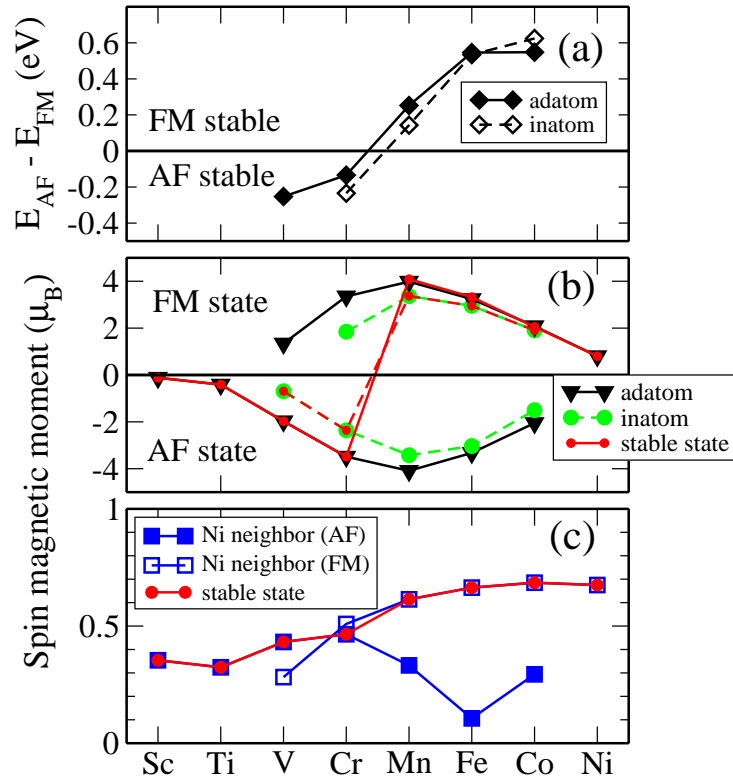 E_AF - E_FM (eV)
0.6
0.4
0.2
0
-0.2
-0.4
(a)
FM stable
AF stable
adatom
inatom
Spin magnetic moment (μ_B)
4
2
0
-2
-4
(b)
FM state
AF state
adatom
inatom
stable state
1
0.5
0
(c)
Ni neighbor (AF)
Ni neighbor (FM)
stable state
Sc Ti V Cr Mn Fe Co Ni